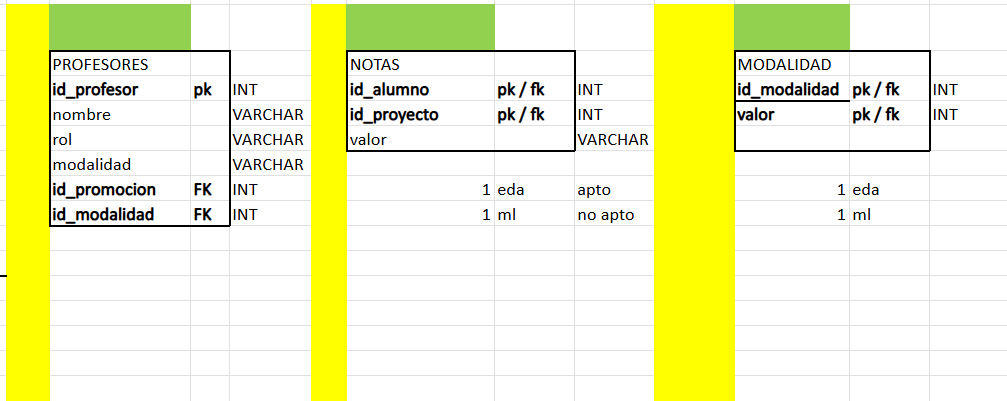 PROFESORES
id_profesor pk INT
nombre VARCHAR
rol VARCHAR
modalidad VARCHAR
id_promocion FK INT
id_modalidad FK INT
NOTAS
id_alumno pk / fk INT
id_proyecto pk / fk INT
valor VARCHAR
1 eda apto
1 ml no apto
MODALIDAD
id_modalidad pk / fk INT
valor pk / fk INT
1 eda
1 ml